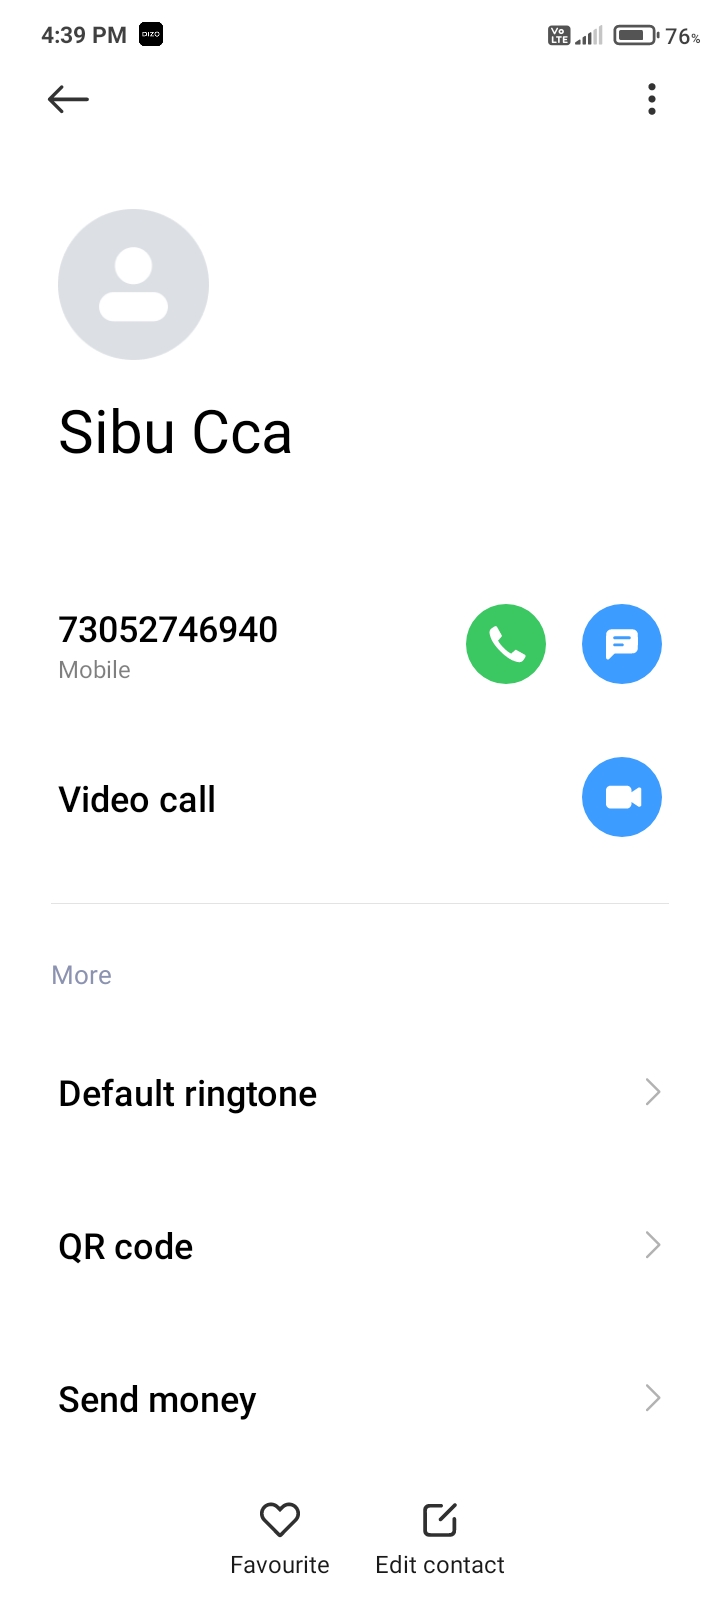 4:39 PM DIZO Vo LTE 76%
Sibu Cca
73052746940
Mobile
Video call
More
Default ringtone
QR code
Send money
Favourite Edit contact